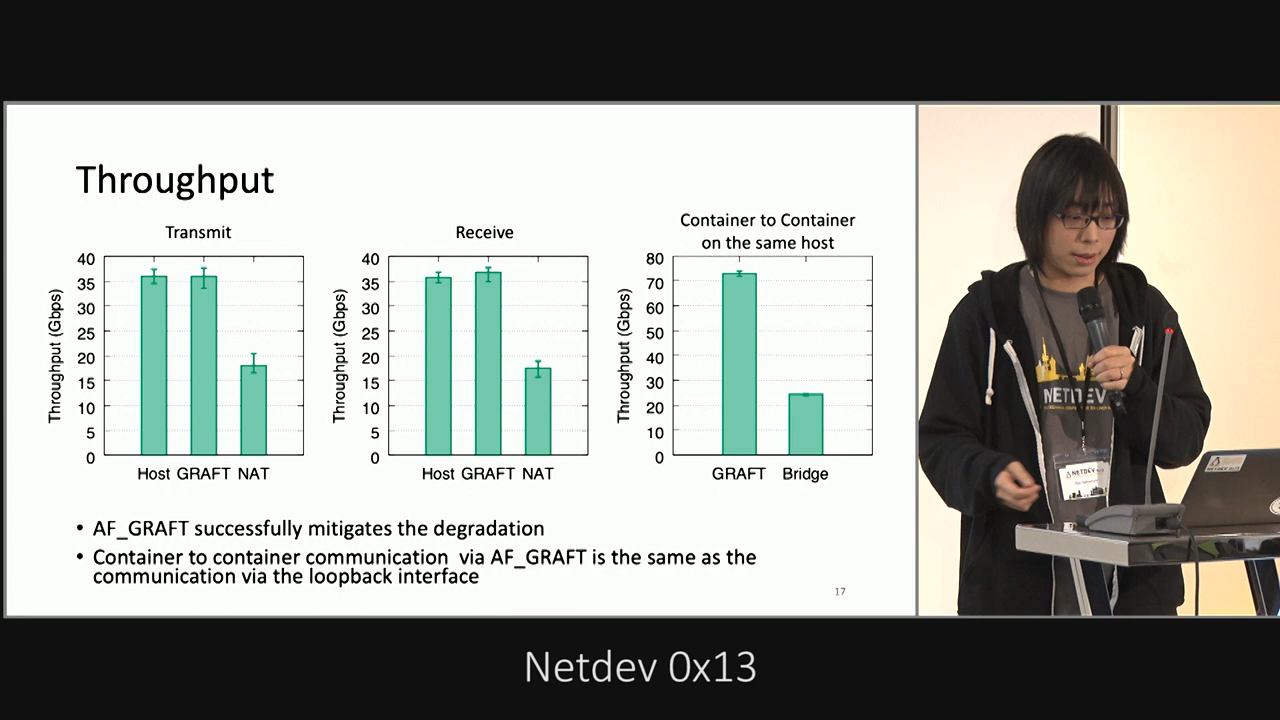 Throughput
Transmit
Throughput (Gbps)
40
35
30
25
20
15
10
5
0
Host GRAFT NAT
Receive
Throughput (Gbps)
40
35
30
25
20
15
10
5
0
Host GRAFT NAT
Container to Container
on the same host
Throughput (Gbps)
80
70
60
50
40
30
20
10
0
GRAFT Bridge
• AF_GRAFT successfully mitigates the degradation
• Container to container communication via AF_GRAFT is the same as the
communication via the loopback interface
17
NETDEV
NETDEV
Netdev 0x13